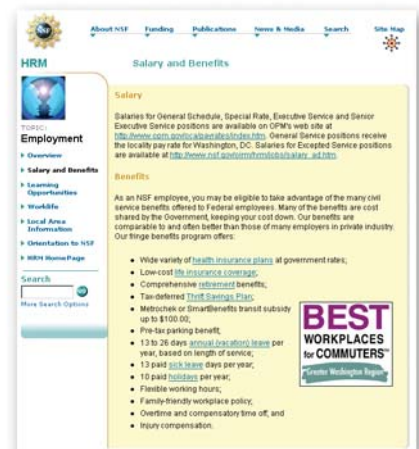 About NSF Funding Publications News & Media Search Site Map
HRM
Salary and Benefits
TOPIC:
Employment
Overview
Salary and Benefits
Learning
Opportunities
Worklife
Local Area
Information
Orientation to NSF
HRM Home Page
Search
More Search Options
Salary
Salaries for General Schedule, Special Rate, Executive Service and Senior
Executive Service positions are available on OPM's web site at
http://www.opm.gov/oca/payrates/index.htm. General Service positions receive
the locality pay rate for Washington, DC. Salaries for Excepted Service positions
are available at http://www.nsf.gov/oirm/hrm/jobs/salary_ad.htm.
Benefits
As an NSF employee, you may be eligible to take advantage of the many civil
service benefits offered to Federal employees. Many of the benefits are cost
shared by the Government, keeping your cost down. Our benefits are
comparable to and often better than those of many employers in private industry.
Our fringe benefits program offers:
Wide variety of health insurance plans at government rates;
Low-cost life insurance coverage;
Comprehensive retirement benefits;
Tax-deferred Thrift Savings Plan;
Metrochek or SmartBenefits transit subsidy
up to $100.00;
Pre-tax parking benefit;
13 to 26 days annual (vacation) leave per
year, based on length of service;
13 paid sick leave days per year;
10 paid holidays per year;
Flexible working hours;
Family-friendly workplace policy;
Overtime and compensatory time off; and
Injury compensation.
BEST
WORKPLACES
for COMMUTERS
Greater Washington Region